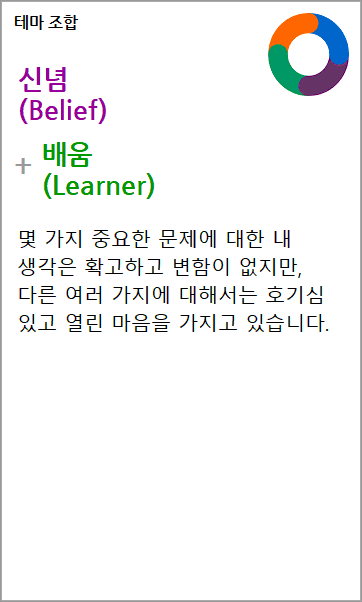 테마 조합
신념
(Belief)
+ 배움
(Learner)
몇 가지 중요한 문제에 대한 내
생각은 확고하고 변함이 없지만,
다른 여러 가지에 대해서는 호기심
있고 열린 마음을 가지고 있습니다.